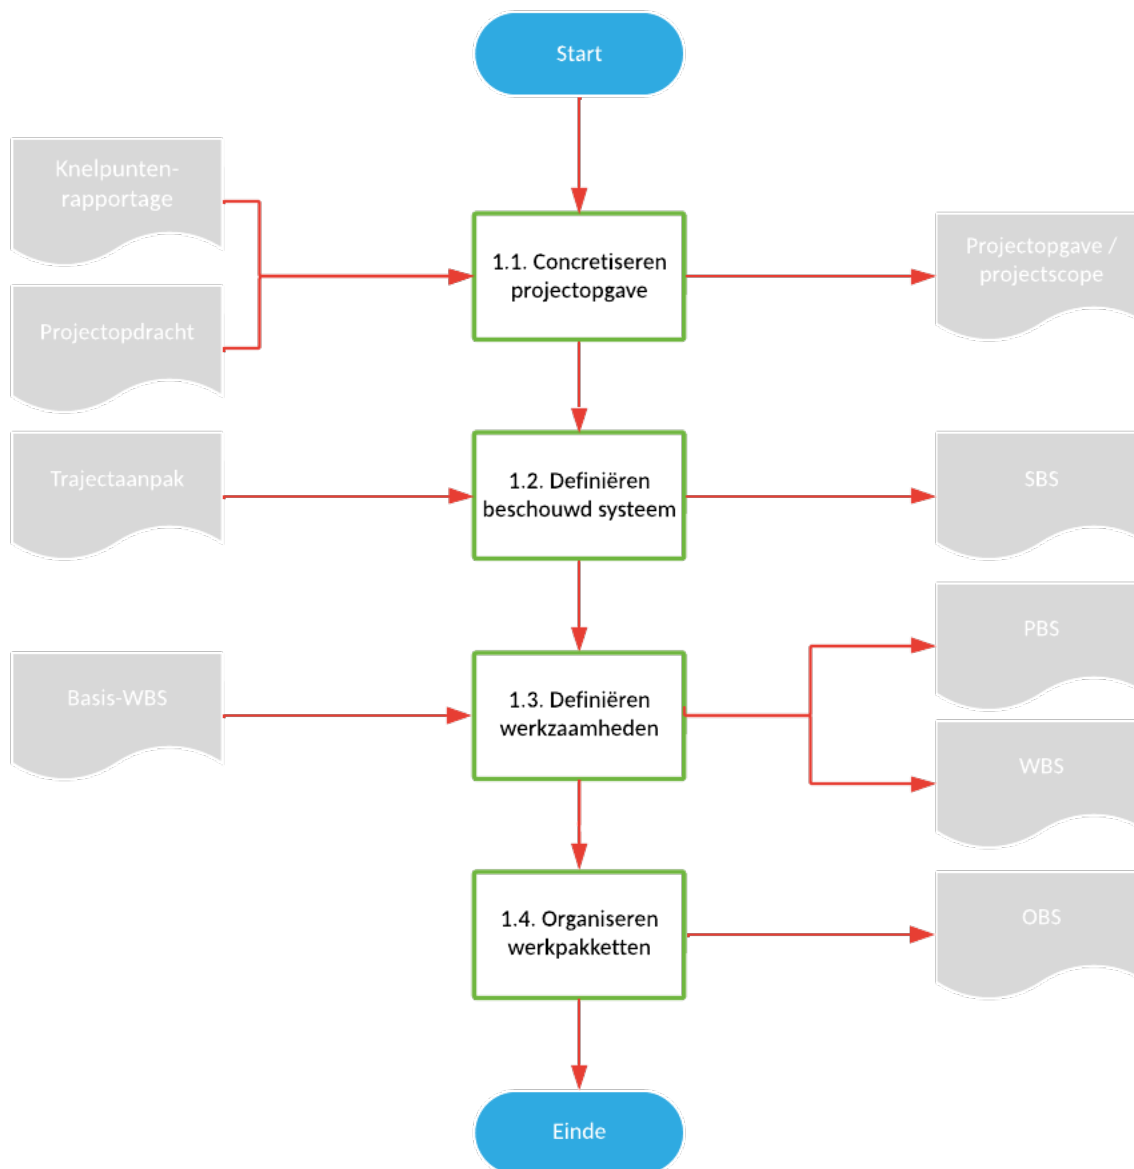 Start
Knelpunten-
rapportage
1.1. Concretiseren
projectopgave
Projectopgave /
projectscope
Projectopdracht
Trajectaanpak
1.2. Definiëren
beschouwd systeem
SBS
PBS
Basis-WBS
1.3. Definiëren
werkzaamheden
WBS
1.4. Organiseren
werkpakketten
OBS
Einde